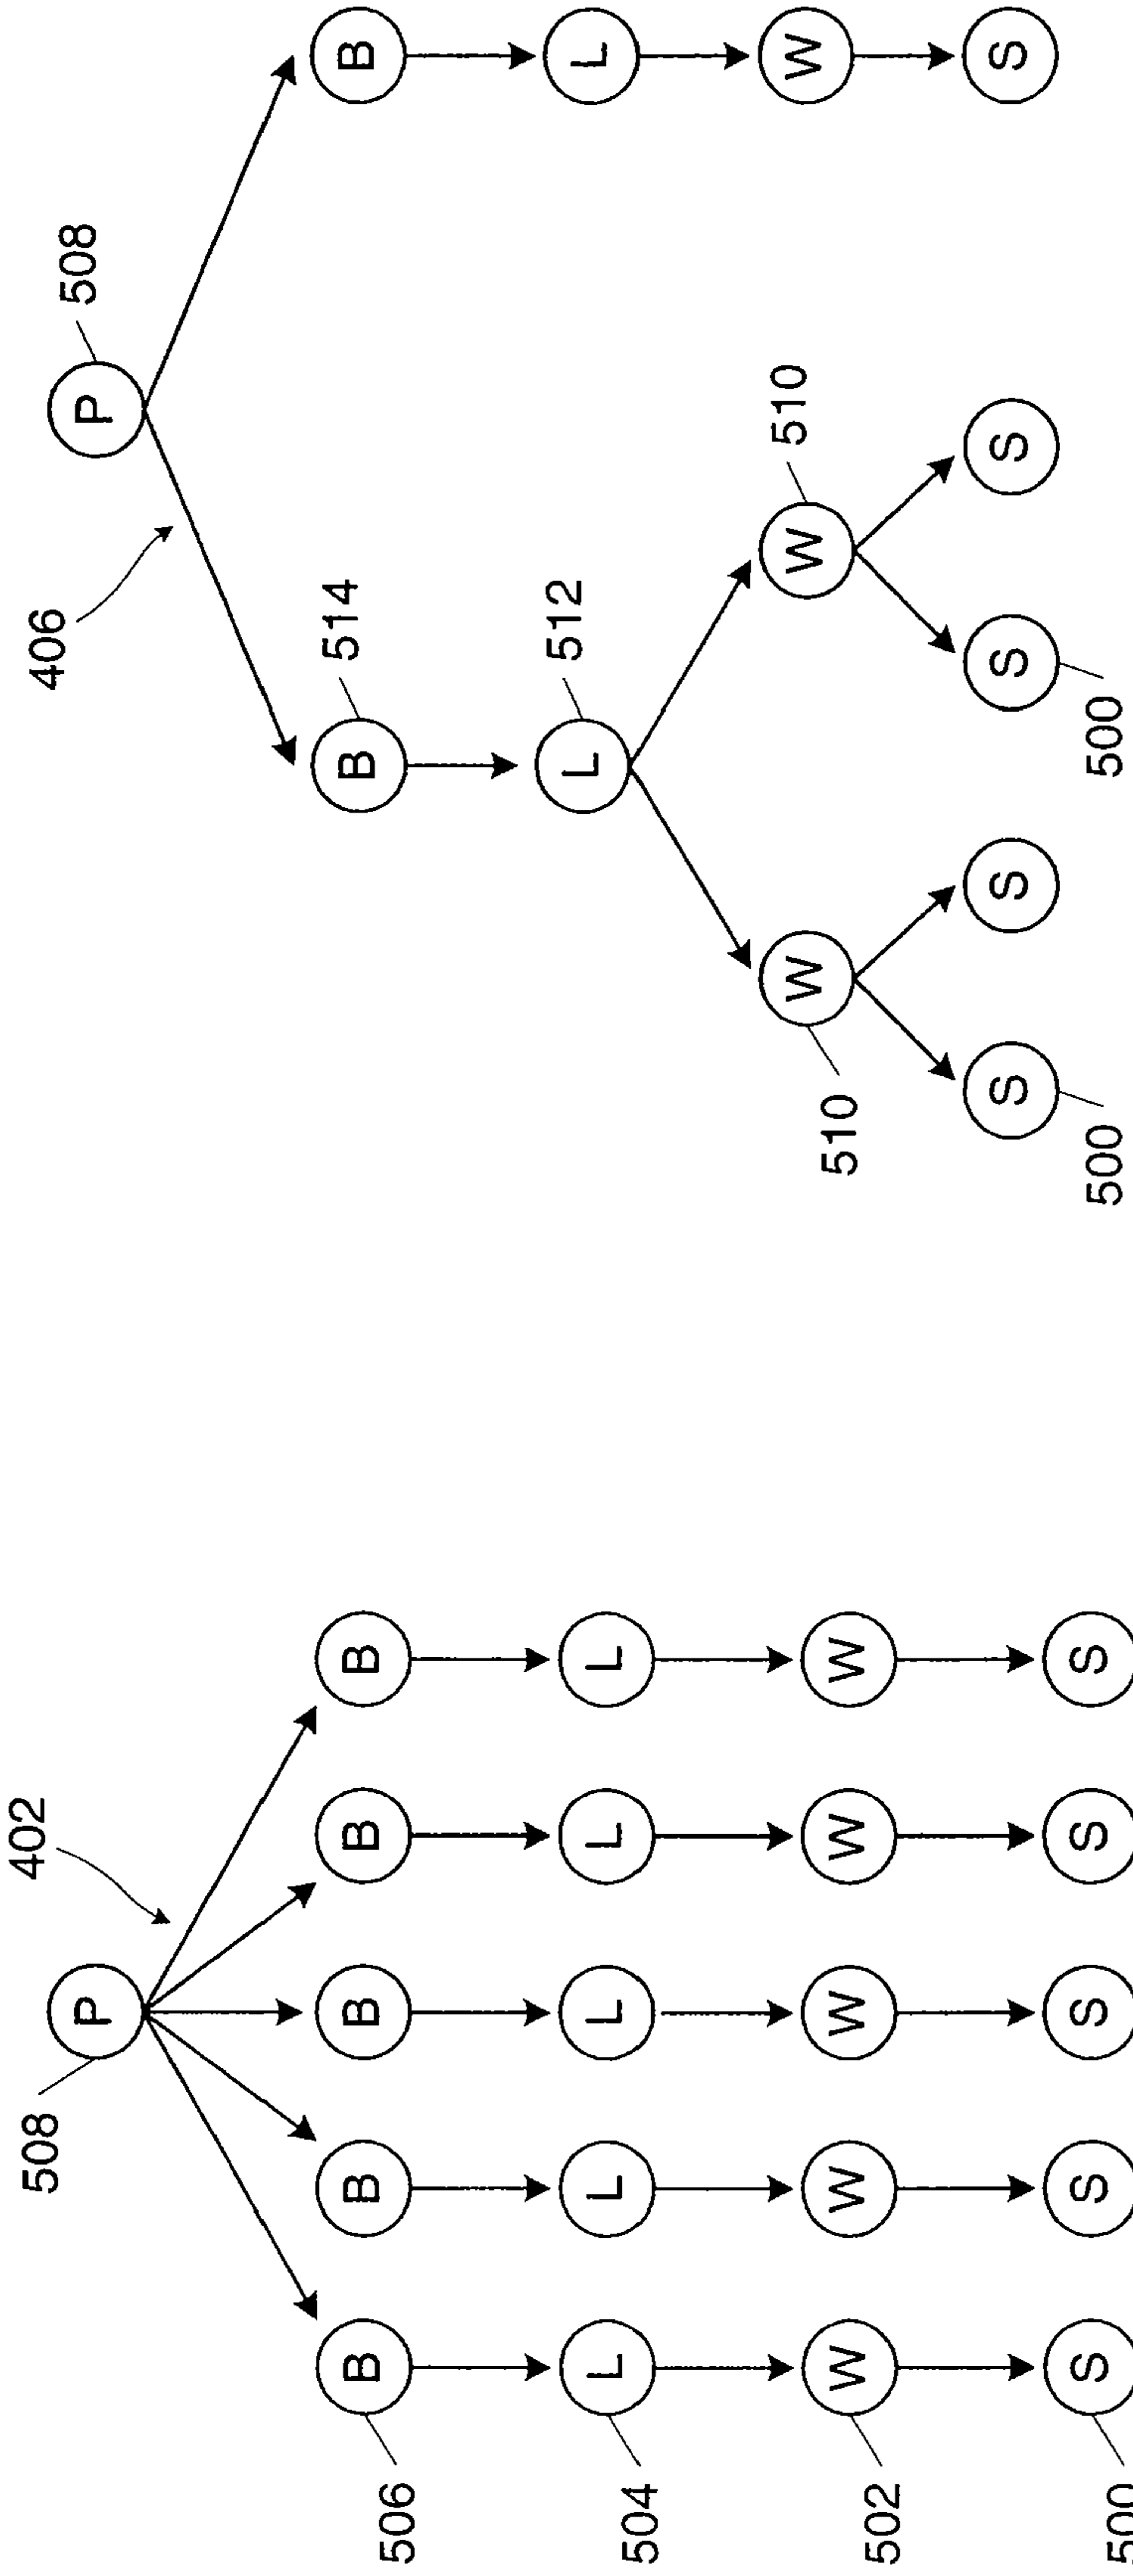 402
508
P
B B B B B
506
L L L L L
504
W W W W W
502
S S S S S
500
406
P 508
B 514 B
L 512 L
W W 510 W
510
S S S S S
500 500